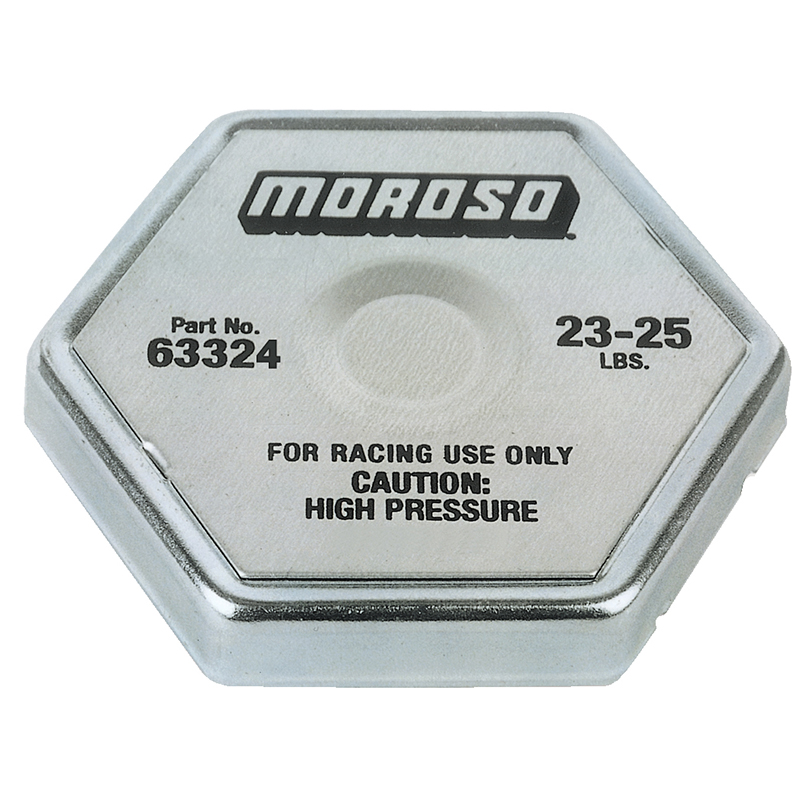 MOROSO
Part No.
63324
23-25
LBS.
FOR RACING USE ONLY
CAUTION:
HIGH PRESSURE